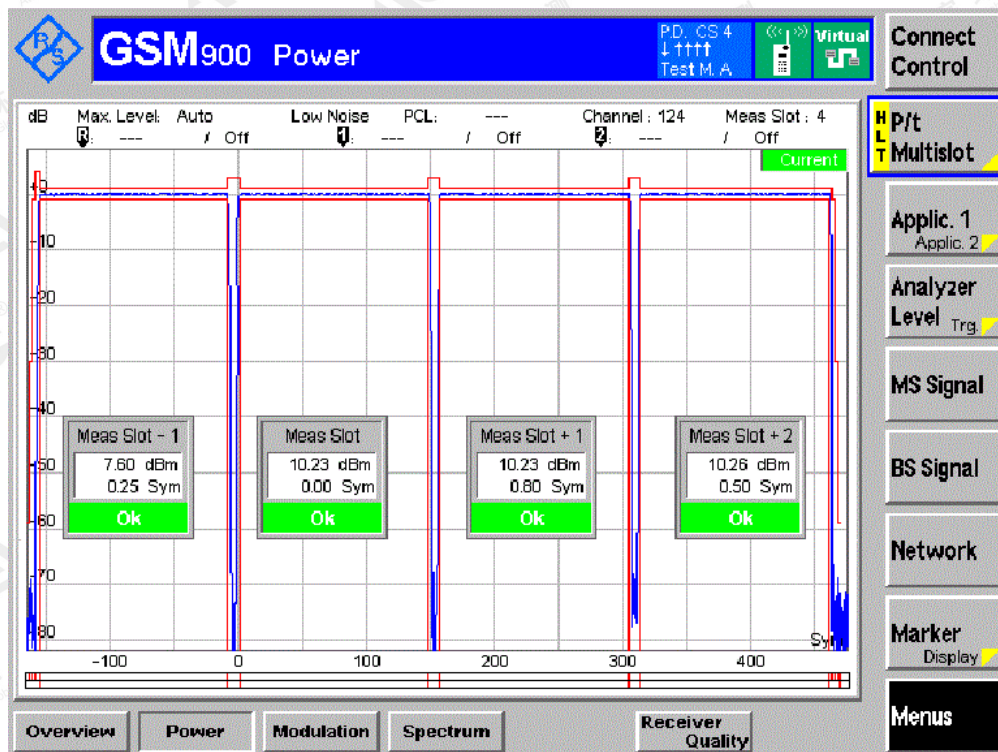 R/S
GSM900 Power
P.D. CS 4
↓ ↑↑↑↑
Test M. A
Virtual
Connect
Control
dB
Max. Level: Auto
Low Noise
PCL: ---
Channel : 124
Meas Slot : 4
R: --- / Off
1: --- / Off
2: --- / Off
Current
HLT
P/t
Multislot
+0
-10
-20
-30
-40
-50
-60
-70
-80
Applic. 1
Applic. 2
Analyzer
Level Trg.
MS Signal
BS Signal
Network
Marker
Display
Menus
Meas Slot - 1
7.60 dBm
0.25 Sym
Ok
Meas Slot
10.23 dBm
0.00 Sym
Ok
Meas Slot + 1
10.23 dBm
0.80 Sym
Ok
Meas Slot + 2
10.26 dBm
0.50 Sym
Ok
Sym
-100 0 100 200 300 400
Overview
Power
Modulation
Spectrum
Receiver
Quality